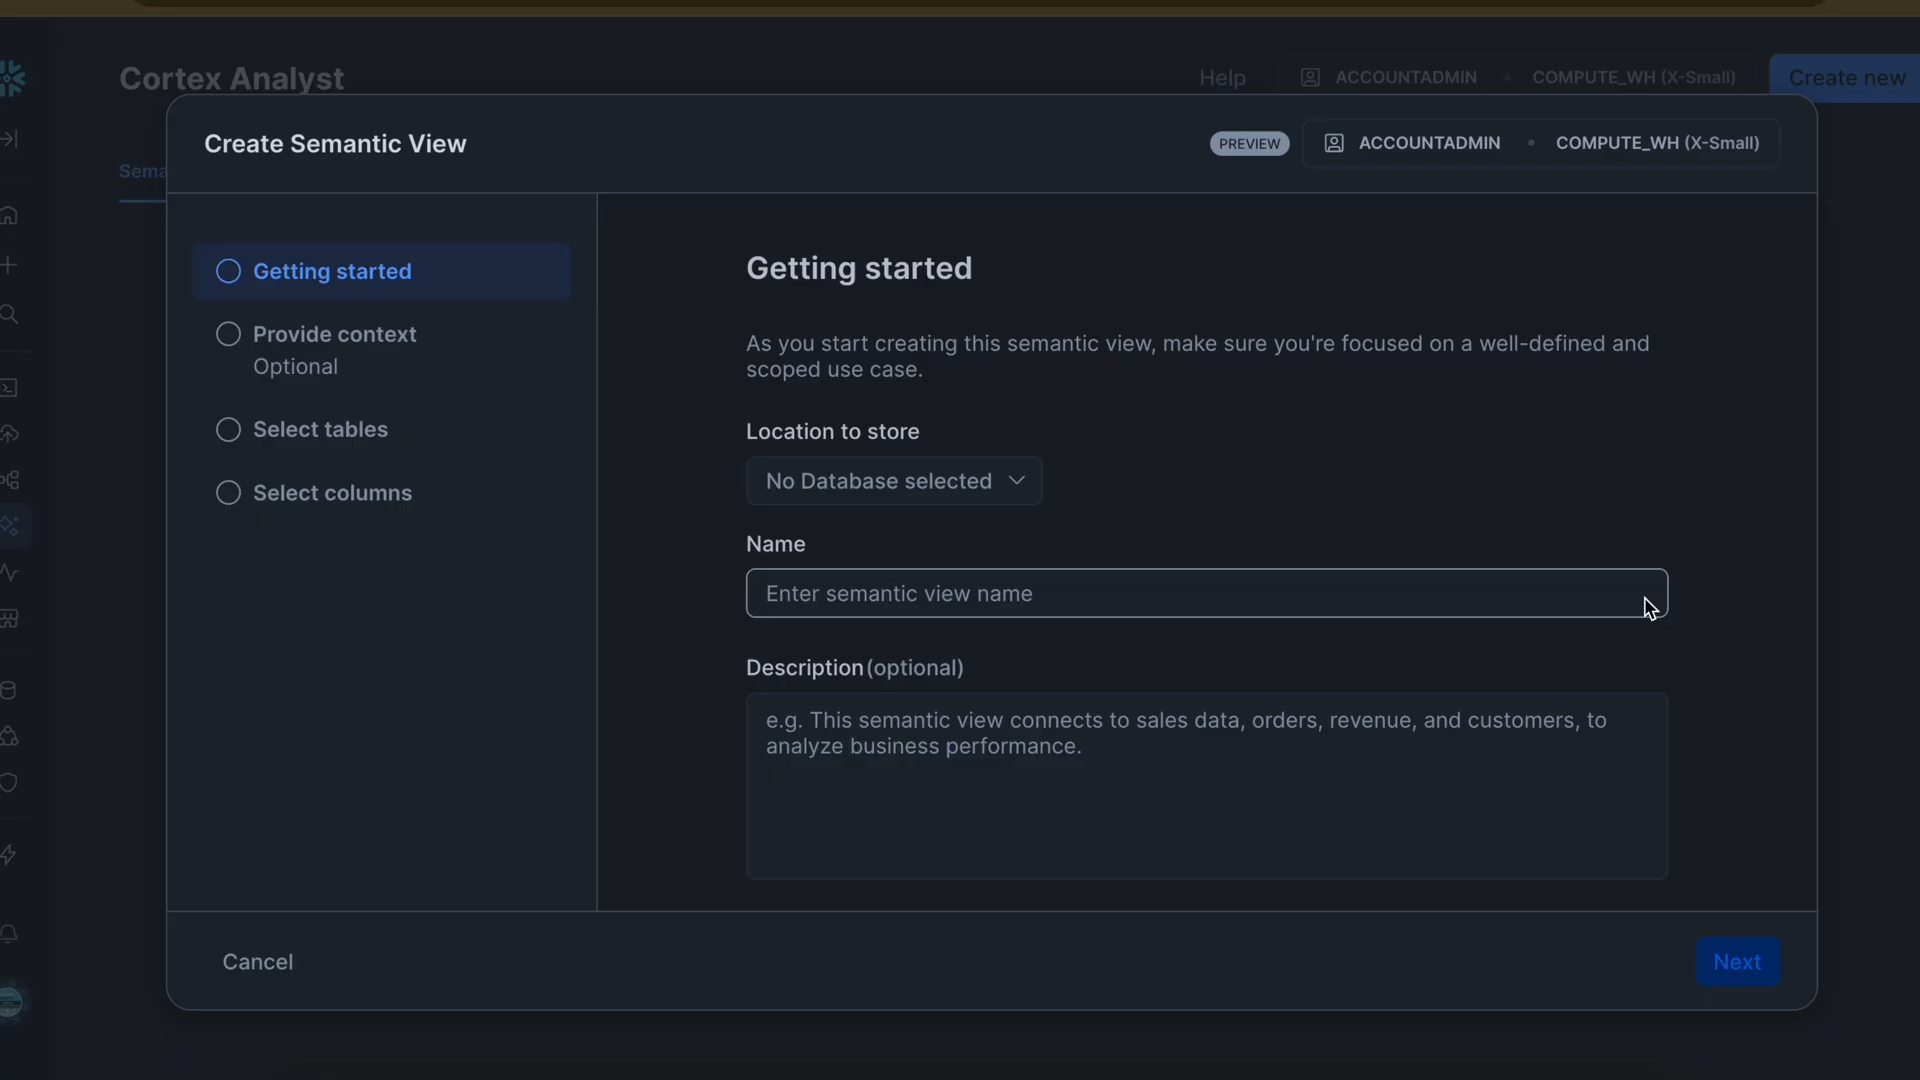 Cortex Analyst
Help
ACCOUNTADMIN
COMPUTE_WH (X-Small)
Create new
Sema
Create Semantic View
PREVIEW
ACCOUNTADMIN
COMPUTE_WH (X-Small)
Getting started
Provide context
Optional
Select tables
Select columns
Getting started
As you start creating this semantic view, make sure you're focused on a well-defined and
scoped use case.
Location to store
No Database selected
Name
Enter semantic view name
Description (optional)
e.g. This semantic view connects to sales data, orders, revenue, and customers, to
analyze business performance.
Cancel
Next